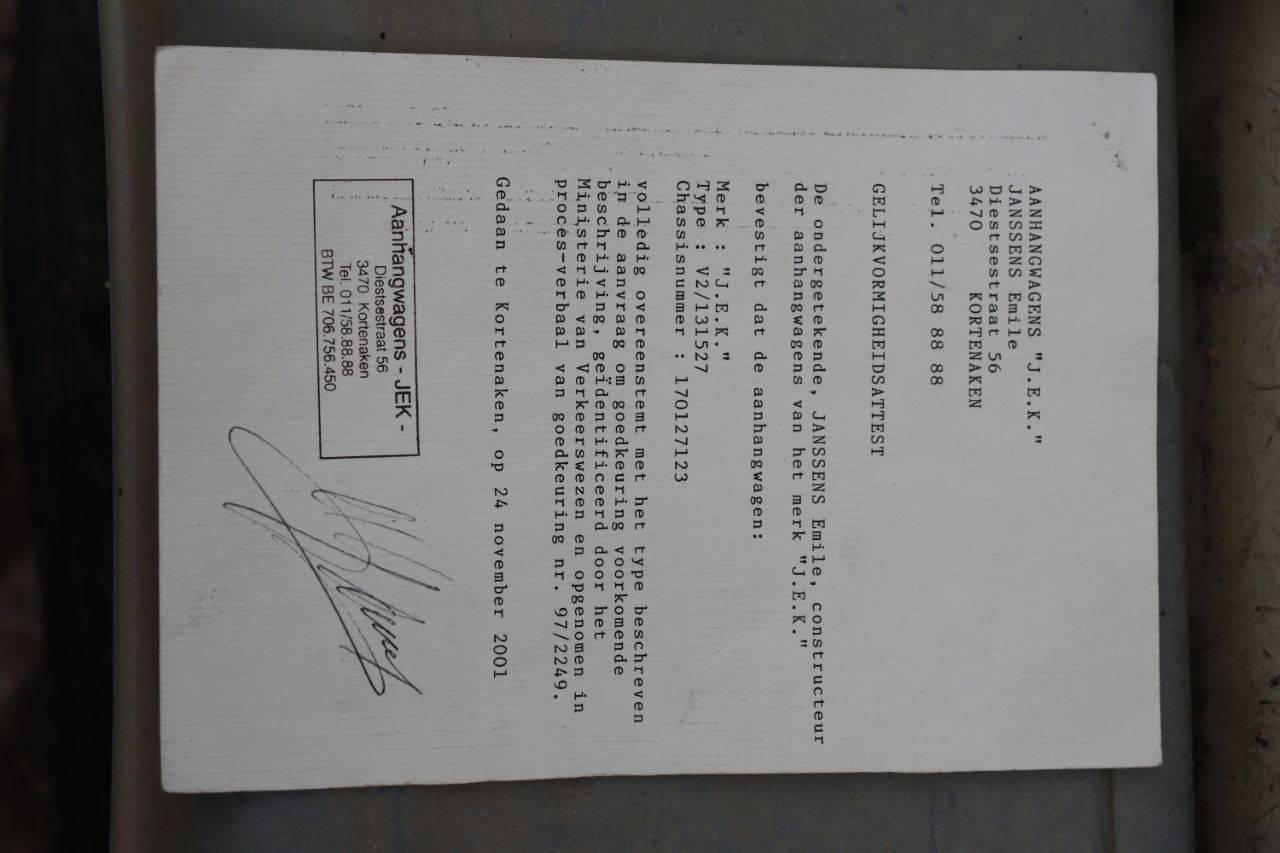 AANHANGWAGENS "J.E.K."
JANSSENS Emile
Diestsestraat 56
3470 KORTENAKEN
Tel. 011/58 88 88
GELIJKVORMIGHEIDSATTEST
De ondergetekende, JANSSENS Emile, constructeur
der aanhangwagens van het merk "J.E.K."
bevestigt dat de aanhangwagen:
Merk : "J.E.K."
Type : V2/131527
Chassisnummer : 170127123
volledig overeenstemt met het type beschreven
in de aanvraag om goedkeuring voorkomende
beschrijving, geïdentificeerd door het
Ministerie van Verkeerswezen en opgenomen in
procès-verbaal van goedkeuring nr. 97/2249.
Gedaan te Kortenaken, op 24 november 2001
Aanhangwagens - JEK -
Diestsestraat 56
3470 Kortenaken
Tel. 011/58.88.88
BTW BE 706.756.450